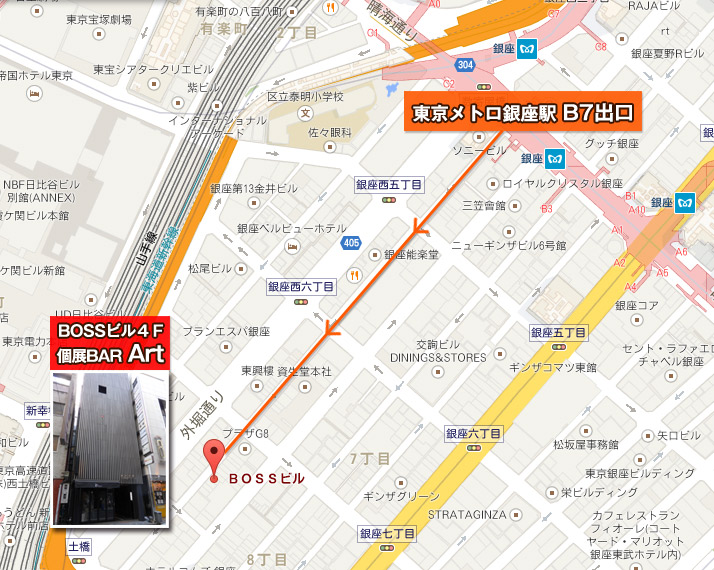 東京宝塚劇場
有楽町の八百八町
有楽町
2丁目
晴海通り
RAJAビル
C9
C8
rt
銀座
304
銀座夏野Rビル
東宝シアタークリエビル
紫ビル
帝国ホテル東京
インターナショナル
アーケード
区立泰明小学校
佐々眼科
東京メトロ銀座駅 B7出口
ソニービル
グッチ銀座
銀座
ロイヤルクリスタル銀座
銀座西五丁目
銀座第13金井ビル
NBF日比谷ビル
別館(ANNEX)
三笠會館
B3
B1
A10
A1
銀座
霞ケ関ビル本館
銀座ベルビューホテル
405
銀座能楽堂
ニューギンザビル6号館
A2
A6
A4
A5
山手線
東海道新幹線
松尾ビル
霞ケ関ビル新館
銀座西六丁目
UD日比谷ビル
ブランエスパ銀座
銀座コア
銀座五丁目
交詢ビル
DININGS&STORES
BOSSビル4F
個展BAR Art
東京電力本
セント・ラファエロ
チャペル銀座
ギンザコマツ東館
東興樓
資生堂本社
外堀通り
新幸
プラザG8
銀座六丁目
松坂屋事務館
矢口ビル
7丁目
BOSSビル
東京銀座ビルディング
ギンザグリーン
栄ビルディング
STRATAGINZA
カフェレストラン
フィオーレ(コート
ヤード・マリオット
銀座東武ホテル内)
銀座七丁目
土橋
8丁目